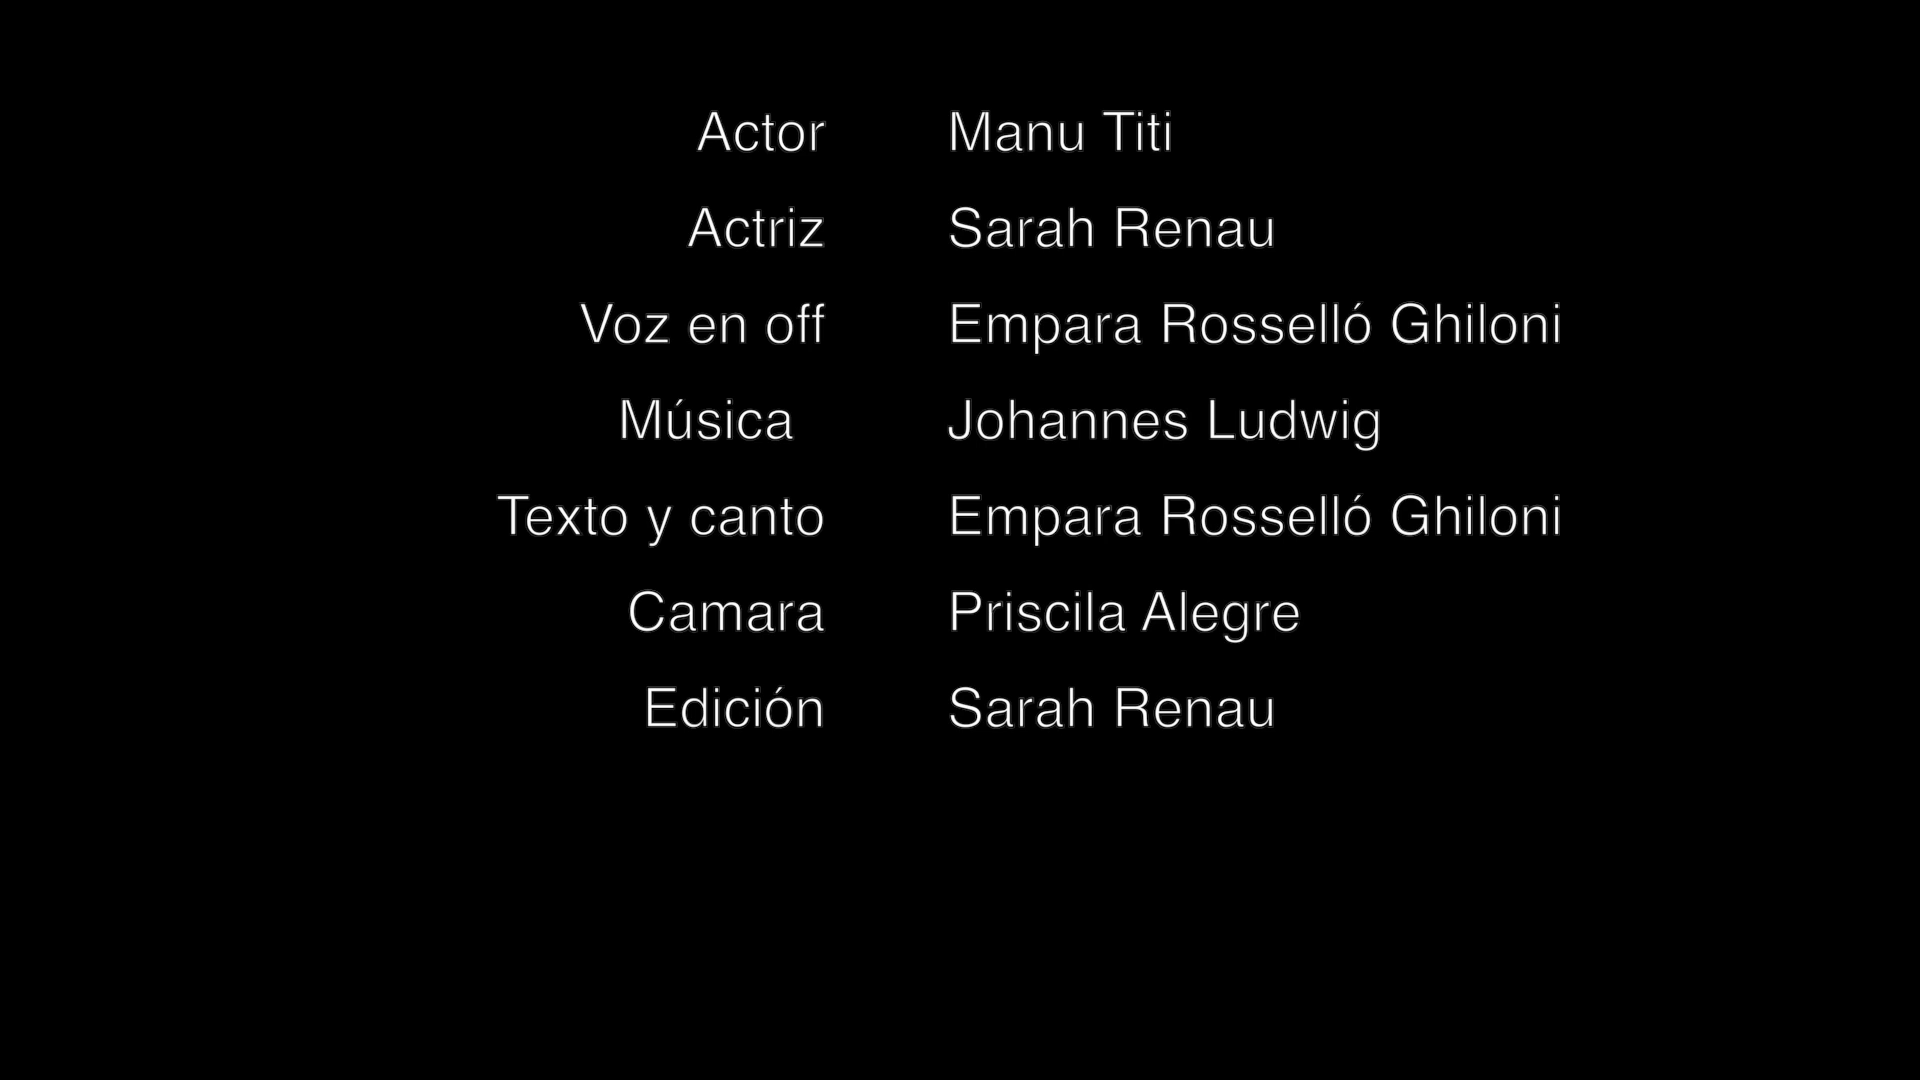 Actor Manu Titi
Actriz Sarah Renau
Voz en off Empara Rosselló Ghiloni
Música Johannes Ludwig
Texto y canto Empara Rosselló Ghiloni
Camara Priscila Alegre
Edición Sarah Renau